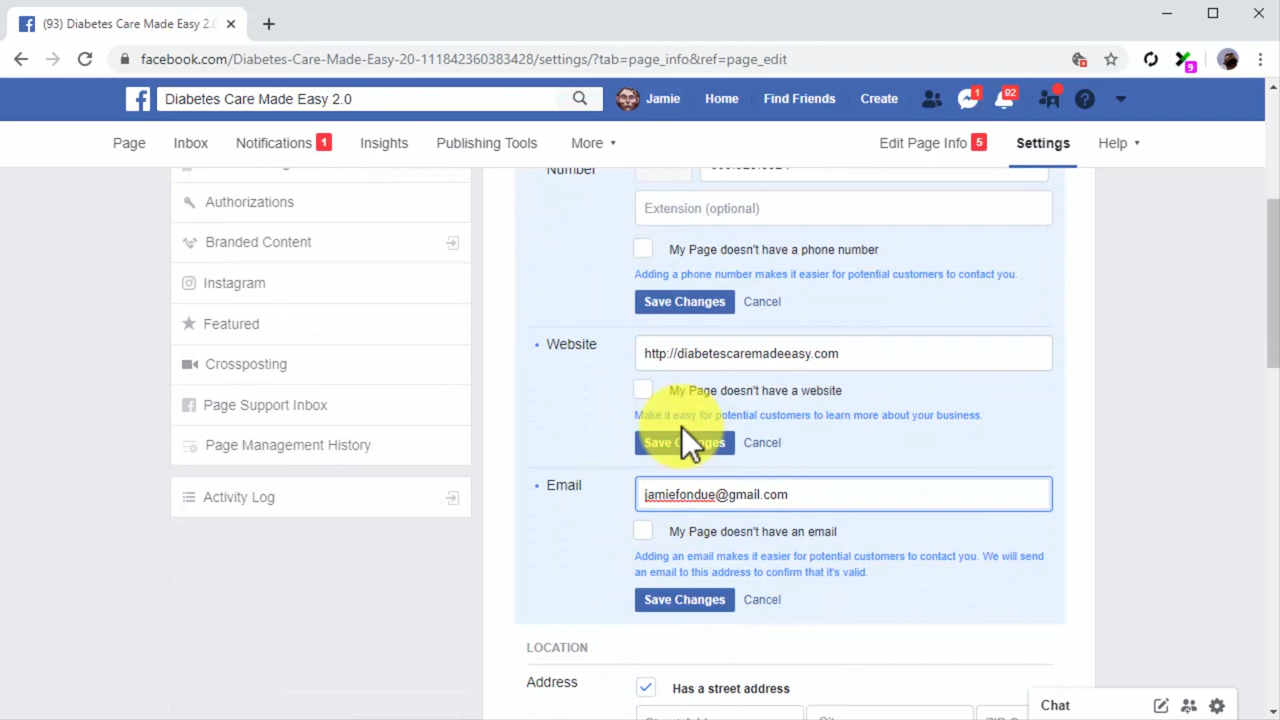 (93) Diabetes Care Made Easy 2.0
facebook.com/Diabetes-Care-Made-Easy-20-111842360383428/settings/?tab=page_info&ref=page_edit
9
Diabetes Care Made Easy 2.0
Jamie
Home
Find Friends
Create
1
92
Page
Inbox
Notifications 1
Insights
Publishing Tools
More
Edit Page Info 5
Settings
Help
Authorizations
Branded Content
Instagram
Featured
Crossposting
Page Support Inbox
Page Management History
Activity Log
Number
Extension (optional)
My Page doesn't have a phone number
Adding a phone number makes it easier for potential customers to contact you.
Save Changes Cancel
Website
http://diabetescaremadeeasy.com
My Page doesn't have a website
Make it easy for potential customers to learn more about your business.
Save Changes Cancel
Email
jamiefondue@gmail.com
My Page doesn't have an email
Adding an email makes it easier for potential customers to contact you. We will send
an email to this address to confirm that it's valid.
Save Changes Cancel
LOCATION
Address
Has a street address
Chat